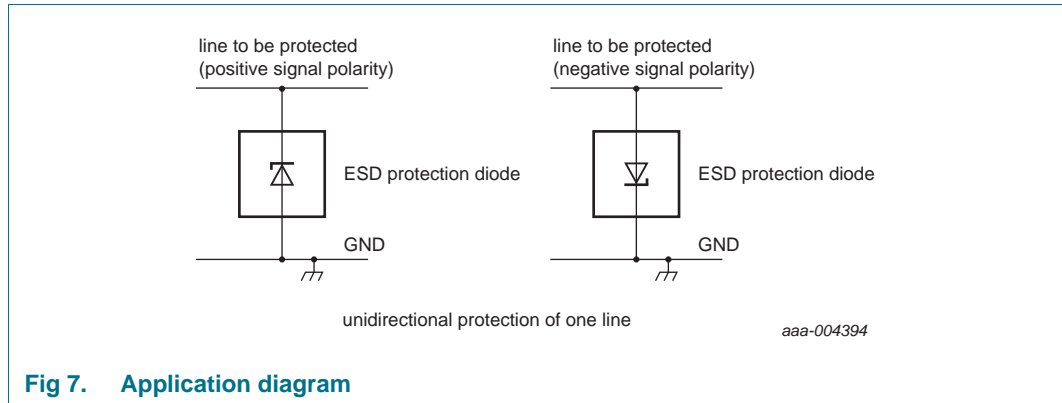 line to be protected
(positive signal polarity)
line to be protected
(negative signal polarity)
ESD protection diode
ESD protection diode
GND
GND
unidirectional protection of one line
aaa-004394
Fig 7. Application diagram